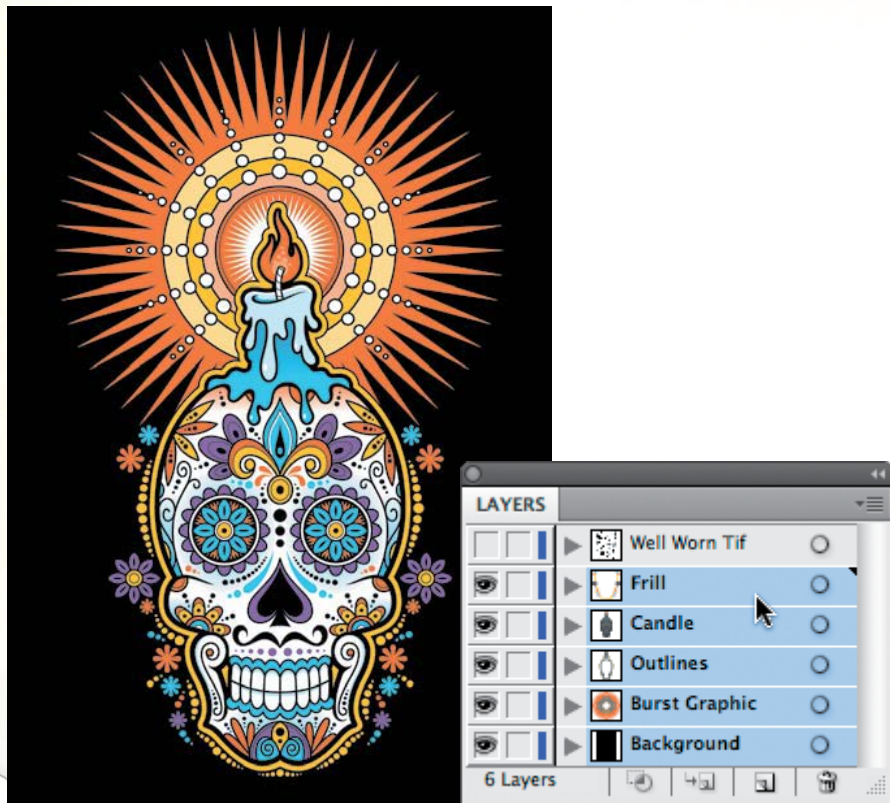 LAYERS
Well Worn Tif
Frill
Candle
Outlines
Burst Graphic
Background
6 Layers